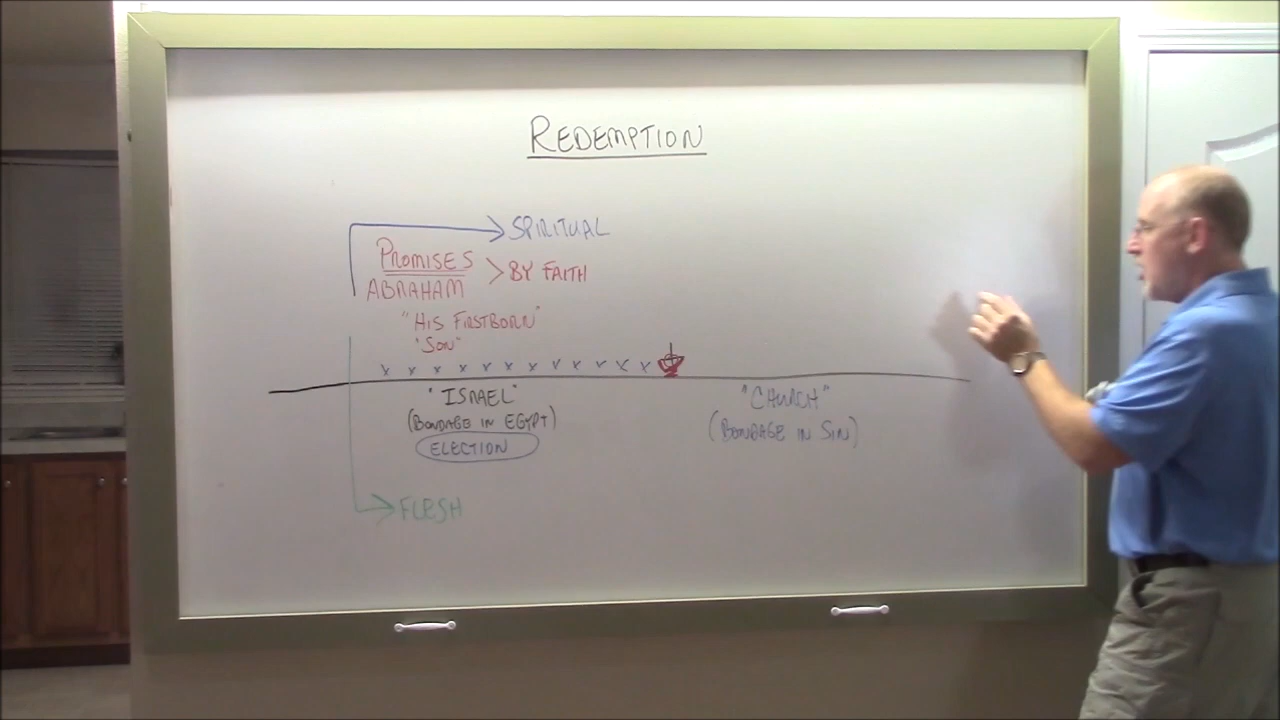 REDEMPTION
SPIRITUAL
PROMISES
> BY FAITH
ABRAHAM
"HIS FIRSTBORN"
"SON"
x x x x x x x x x x x x
"ISRAEL"
(BONDAGE IN EGYPT)
ELECTION
"CHURCH"
(BONDAGE IN SIN)
FLESH